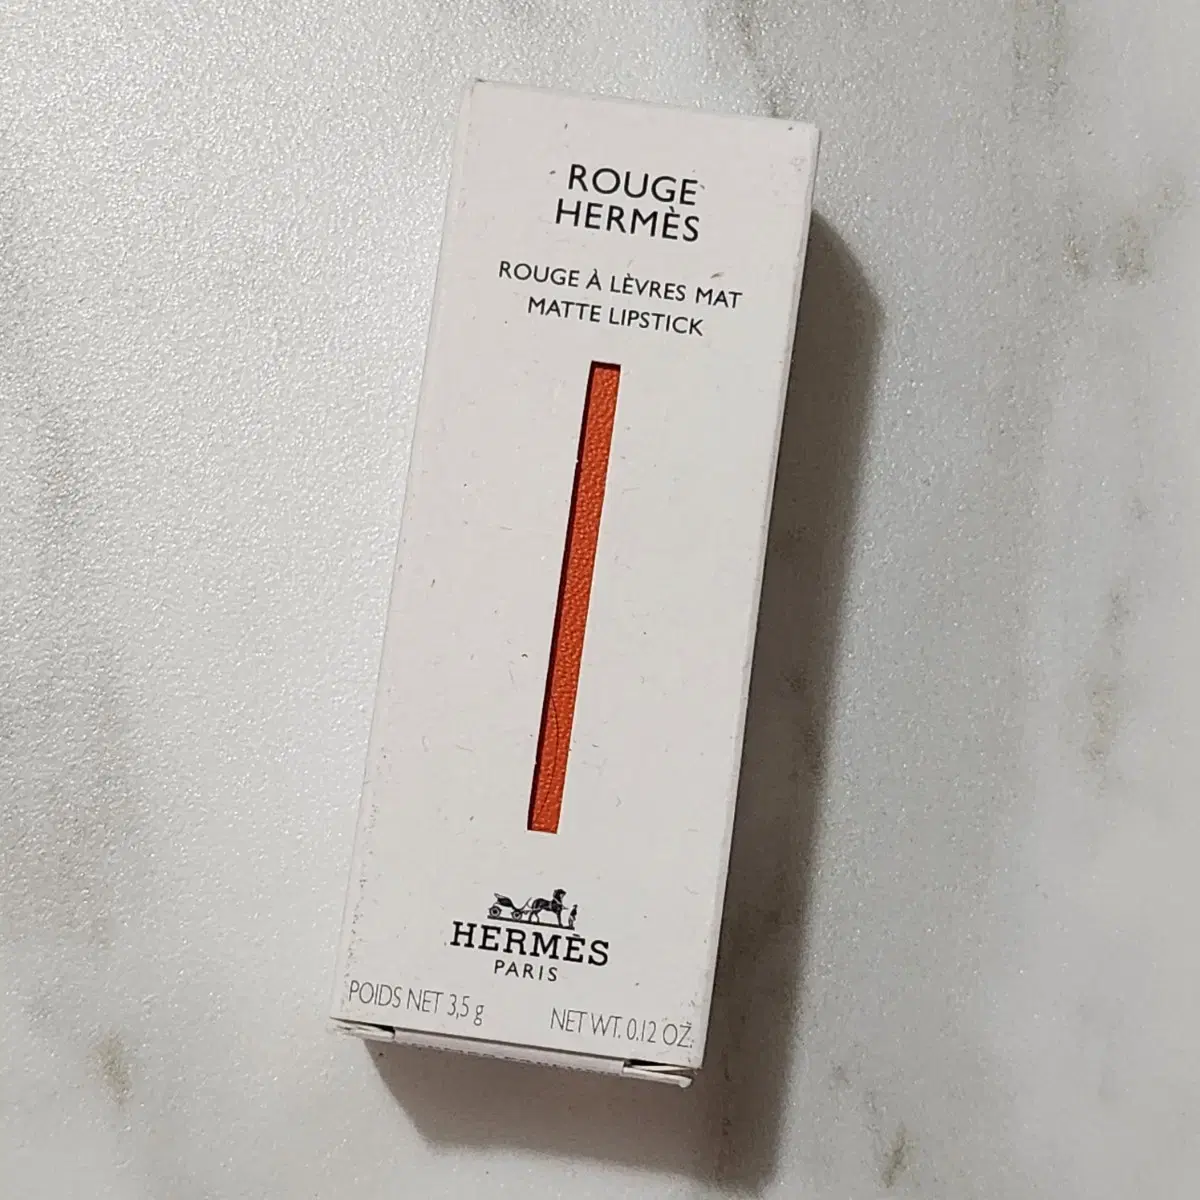 ROUGE
HERMÈS
ROUGE À LÈVRES MAT
MATTE LIPSTICK
HERMÈS
PARIS
POIDS NET 3,5 g
NET WT. 0.12 OZ.